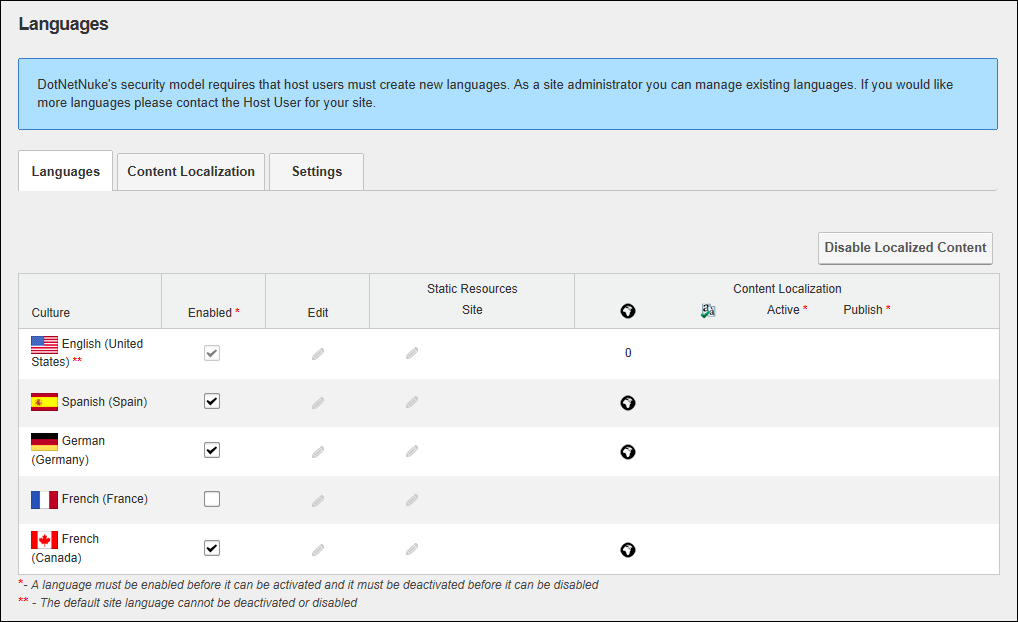 Languages
DotNetNuke's security model requires that host users must create new languages. As a site administrator you can manage existing languages. If you would like
more languages please contact the Host User for your site.
Languages
Content Localization
Settings
Disable Localized Content
Static Resources
Content Localization
Culture
Enabled *
Edit
Site
Active *
Publish *
English (United
States) **
0
Spanish (Spain)
German
(Germany)
French (France)
French
(Canada)
*- A language must be enabled before it can be activated and it must be deactivated before it can be disabled
** - The default site language cannot be deactivated or disabled